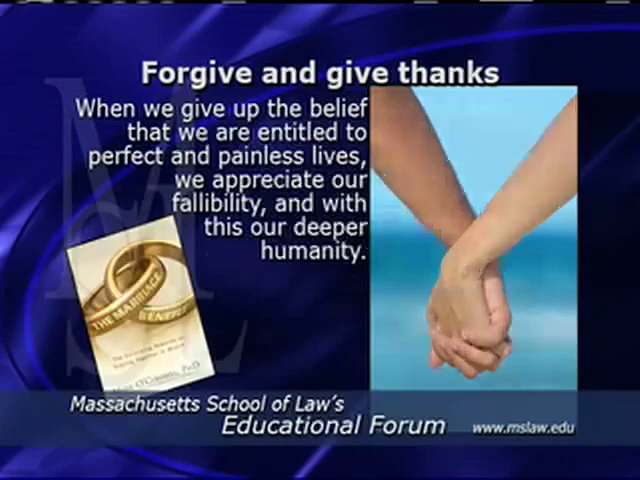 Forgive and give thanks
When we give up the belief
that we are entitled to
perfect and painless lives,
we appreciate our
fallibility, and with
this our deeper
humanity.
THE MARRIAGE
BENEFIT
Massachusetts School of Law's
Educational Forum
www.mslaw.edu